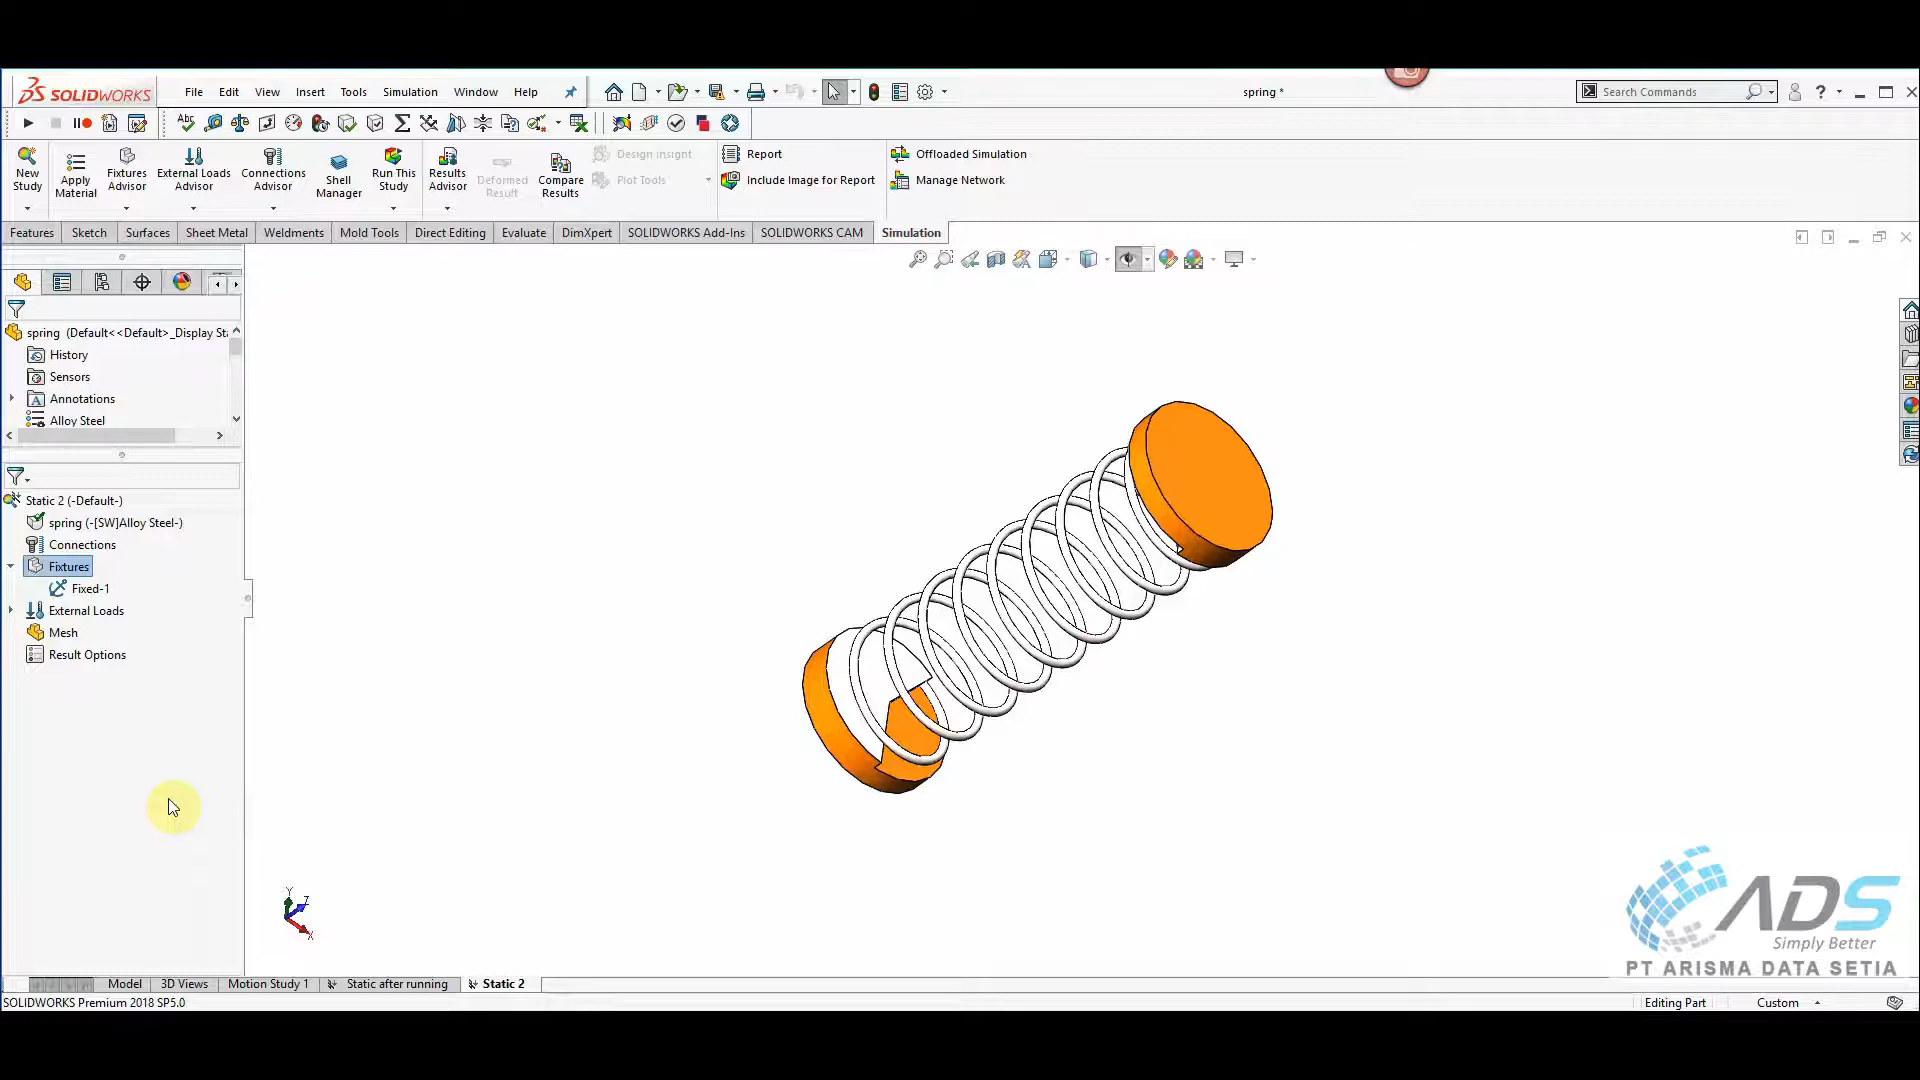 SOLIDWORKS File Edit View Insert Tools Simulation Window Help spring * Search Commands
New Study
Apply Material
Fixtures Advisor
External Loads Advisor
Connections Advisor
Shell Manager
Run This Study
Results Advisor
Deformed Result
Compare Results
Design Insight
Plot Tools
Report
Include Image for Report
Offloaded Simulation
Manage Network
Features Sketch Surfaces Sheet Metal Weldments Mold Tools Direct Editing Evaluate DimXpert SOLIDWORKS Add-Ins SOLIDWORKS CAM Simulation
spring (Default<<Default>_Display Sta
History
Sensors
Annotations
Alloy Steel
Static 2 (-Default-)
spring (-[SW]Alloy Steel-)
Connections
Fixtures
Fixed-1
External Loads
Mesh
Result Options
Y
Z
X
ADS
Simply Better
PT ARISMA DATA SETIA
Model 3D Views Motion Study 1 Static after running Static 2
SOLIDWORKS Premium 2018 SP5.0 Editing Part Custom